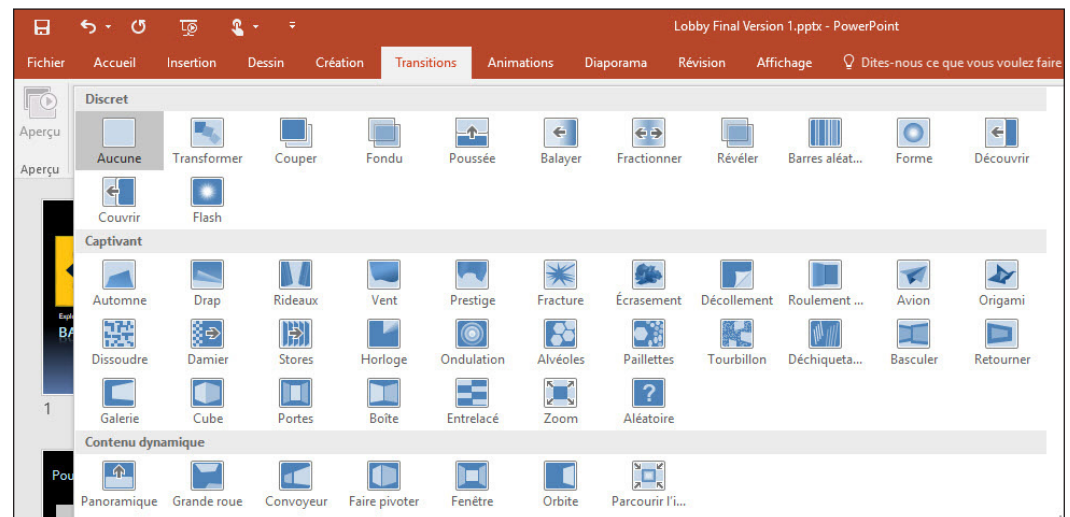 Lobby Final Version 1.pptx - PowerPoint
Fichier Accueil Insertion Dessin Création Transitions Animations Diaporama Révision Affichage Dites-nous ce que vous voulez faire
Aperçu
Aperçu
Discret
Aucune Transformer Couper Fondu Poussée Balayer Fractionner Révéler Barres aléat... Forme Découvrir
Couvrir Flash
Captivant
Automne Drap Rideaux Vent Prestige Fracture Écrasement Décollement Roulement ... Avion Origami
Dissoudre Damier Stores Horloge Ondulation Alvéoles Paillettes Tourbillon Déchiqueta... Basculer Retourner
Galerie Cube Portes Boîte Entrelacé Zoom Aléatoire
Contenu dynamique
Panoramique Grande roue Convoyeur Faire pivoter Fenêtre Orbite Parcourir l'i...
Expl
BA
1
Pou